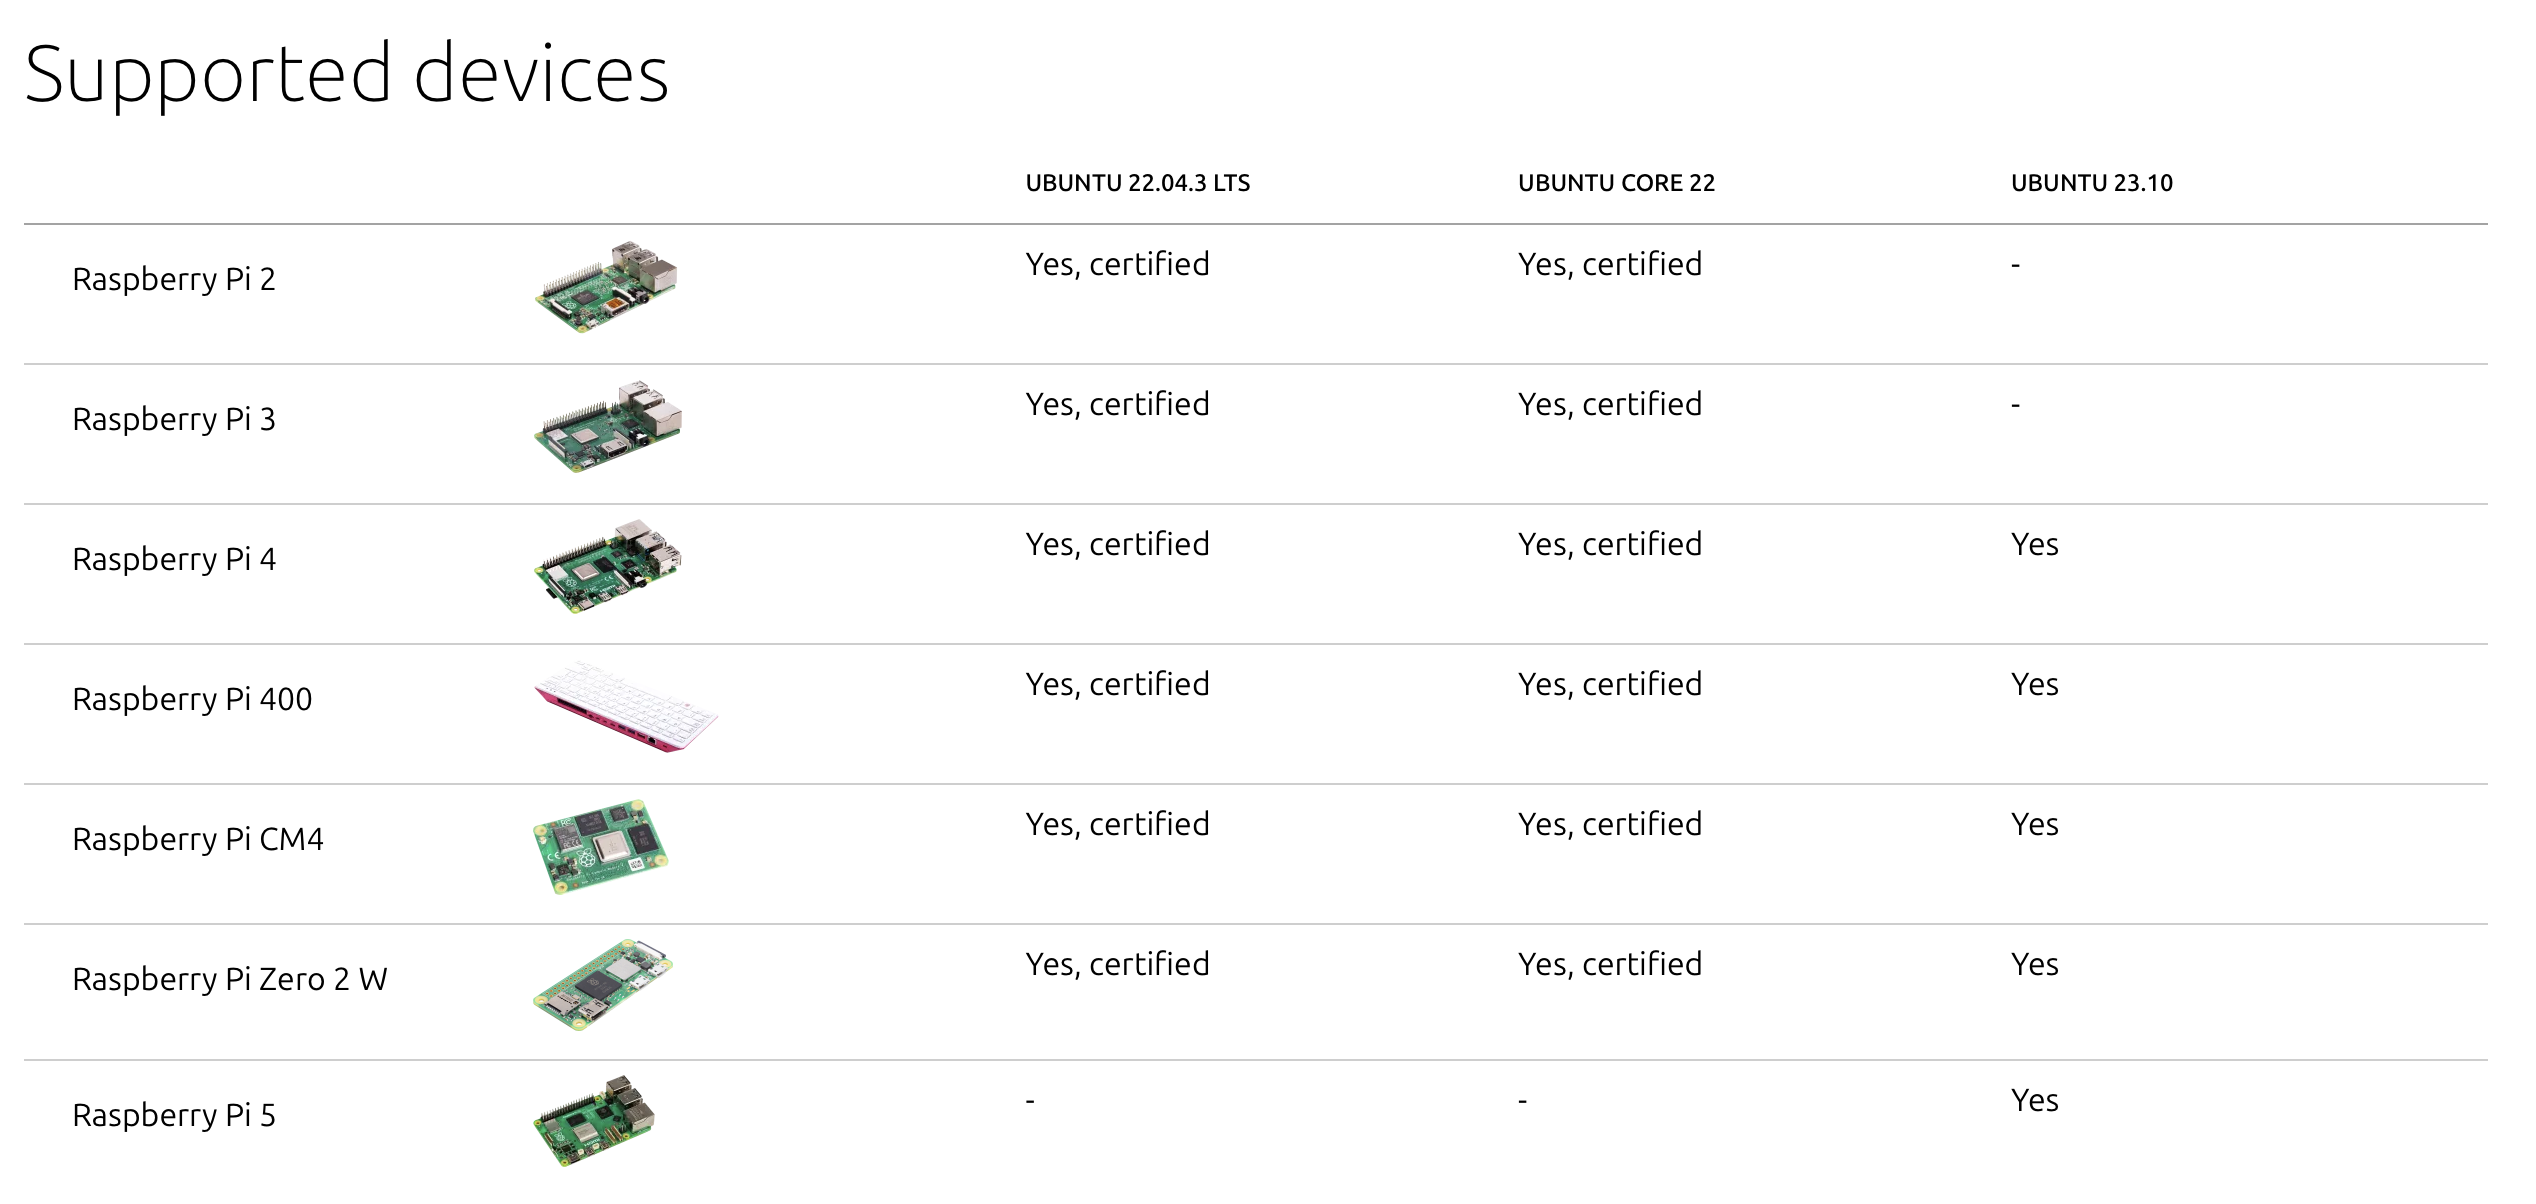 Supported devices
UBUNTU 22.04.3 LTS UBUNTU CORE 22 UBUNTU 23.10
Raspberry Pi 2 Yes, certified Yes, certified -
Raspberry Pi 3 Yes, certified Yes, certified -
Raspberry Pi 4 Yes, certified Yes, certified Yes
Raspberry Pi 400 Yes, certified Yes, certified Yes
Raspberry Pi CM4 Yes, certified Yes, certified Yes
Raspberry Pi Zero 2 W Yes, certified Yes, certified Yes
Raspberry Pi 5 - - Yes